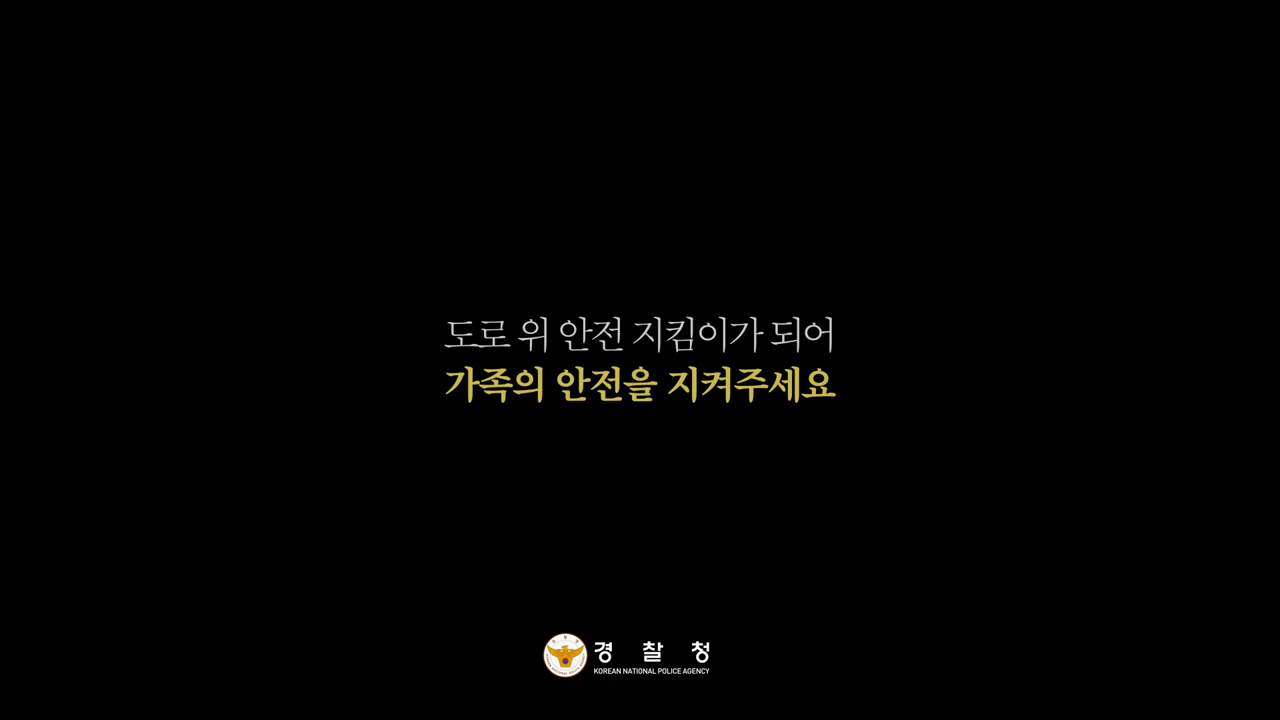 도로 위 안전 지킴이가 되어
가족의 안전을 지켜주세요
경찰청
KOREAN NATIONAL POLICE AGENCY